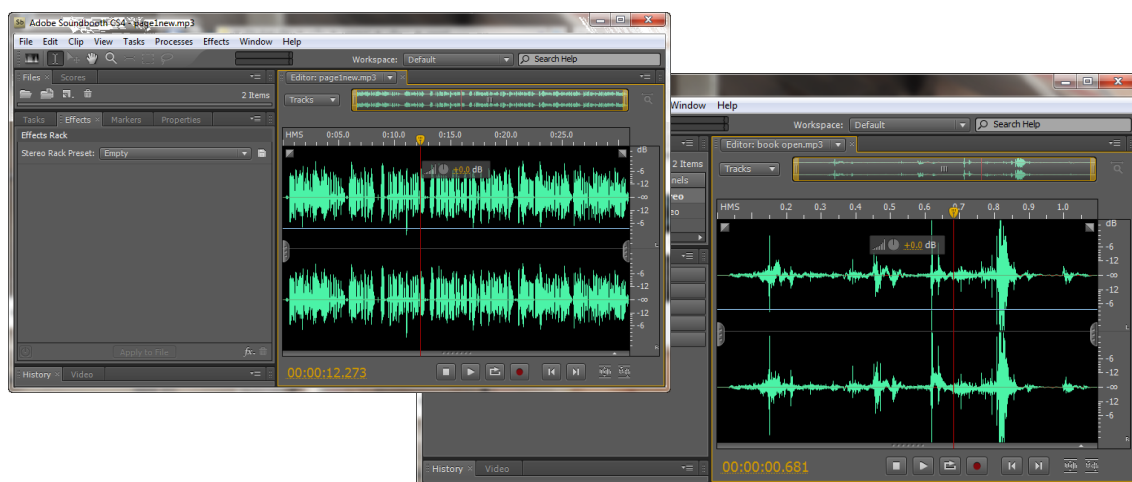 Adobe Soundbooth CS4 - page1new.mp3
File Edit Clip View Tasks Processes Effects Window Help
Workspace: Default Search Help
Files × Scores
2 Items
Tasks Effects × Markers Properties
Effects Rack
Stereo Rack Preset: Empty
Apply to File fx.
History × Video
Editor: page1new.mp3 ×
Tracks
HMS 0:05.0 0:10.0 0:15.0 0:20.0 0:25.0
+0.0 dB
dB
-6
-12
-∞
-12
-6
-6
-12
-∞
-12
-6
L
R
00:00:12.273
Window Help
Workspace: Default Search Help
2 Items
Editor: book open.mp3 ×
Tracks
HMS 0.2 0.3 0.4 0.5 0.6 0.7 0.8 0.9 1.0
+0.0 dB
dB
-6
-12
-∞
-12
-6
-6
-12
-∞
-12
-6
L
R
History × Video
00:00:00.681